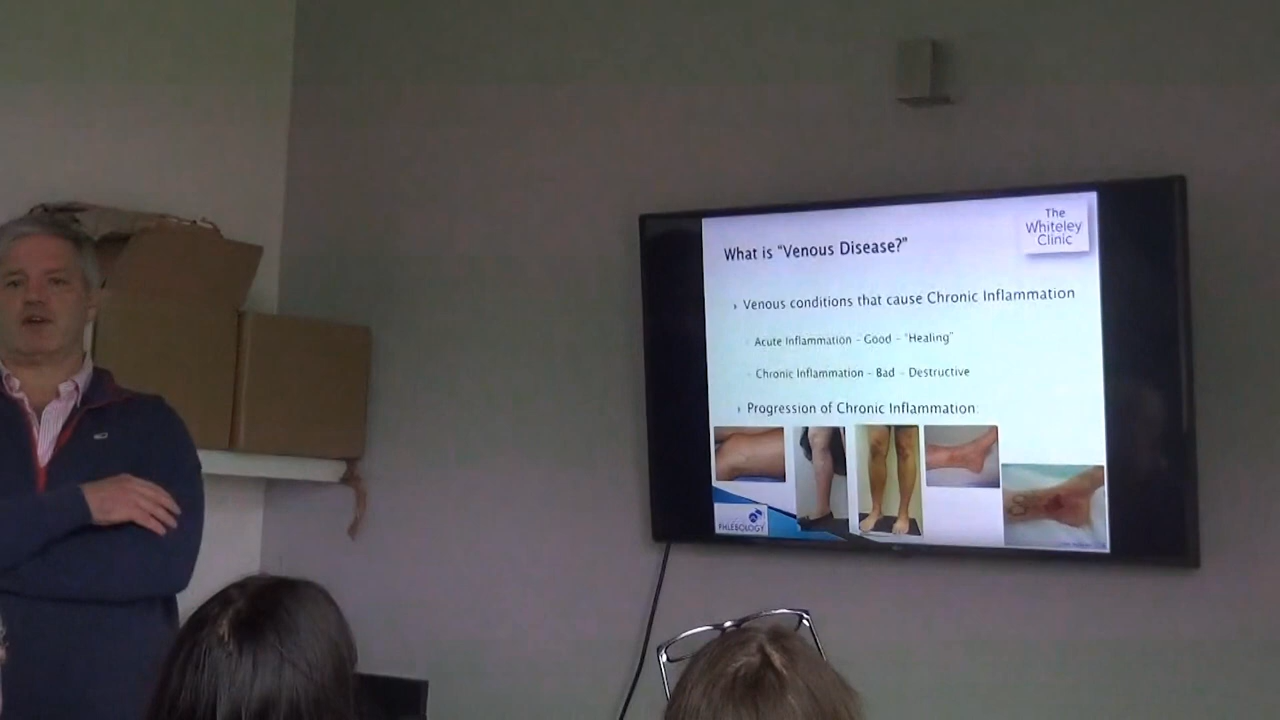 The
Whiteley
Clinic
What is “Venous Disease?”
› Venous conditions that cause Chronic Inflammation
Acute Inflammation - Good - “Healing”
Chronic Inflammation - Bad - Destructive
› Progression of Chronic Inflammation:
PHLEBOLOGY